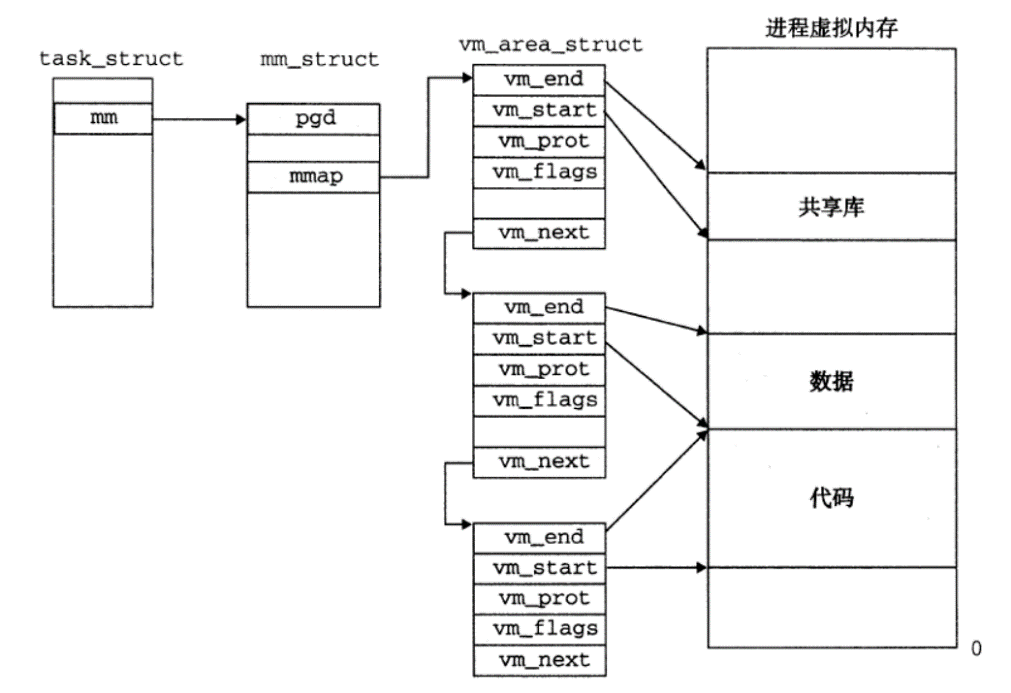 task_struct
mm
mm_struct
pgd
mmap
vm_area_struct
vm_end
vm_start
vm_prot
vm_flags
vm_next
vm_end
vm_start
vm_prot
vm_flags
vm_next
vm_end
vm_start
vm_prot
vm_flags
vm_next
进程虚拟内存
共享库
数据
代码
0